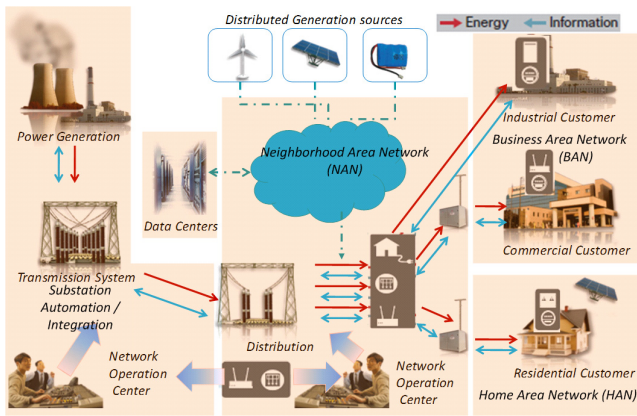 Distributed Generation sources
Energy
Information
Power Generation
Industrial Customer
Business Area Network
(BAN)
Neighborhood Area Network
(NAN)
Data Centers
Commercial Customer
Transmission System
Substation
Automation /
Integration
Distribution
Network
Operation
Center
Network
Operation
Center
Residential Customer
Home Area Network (HAN)